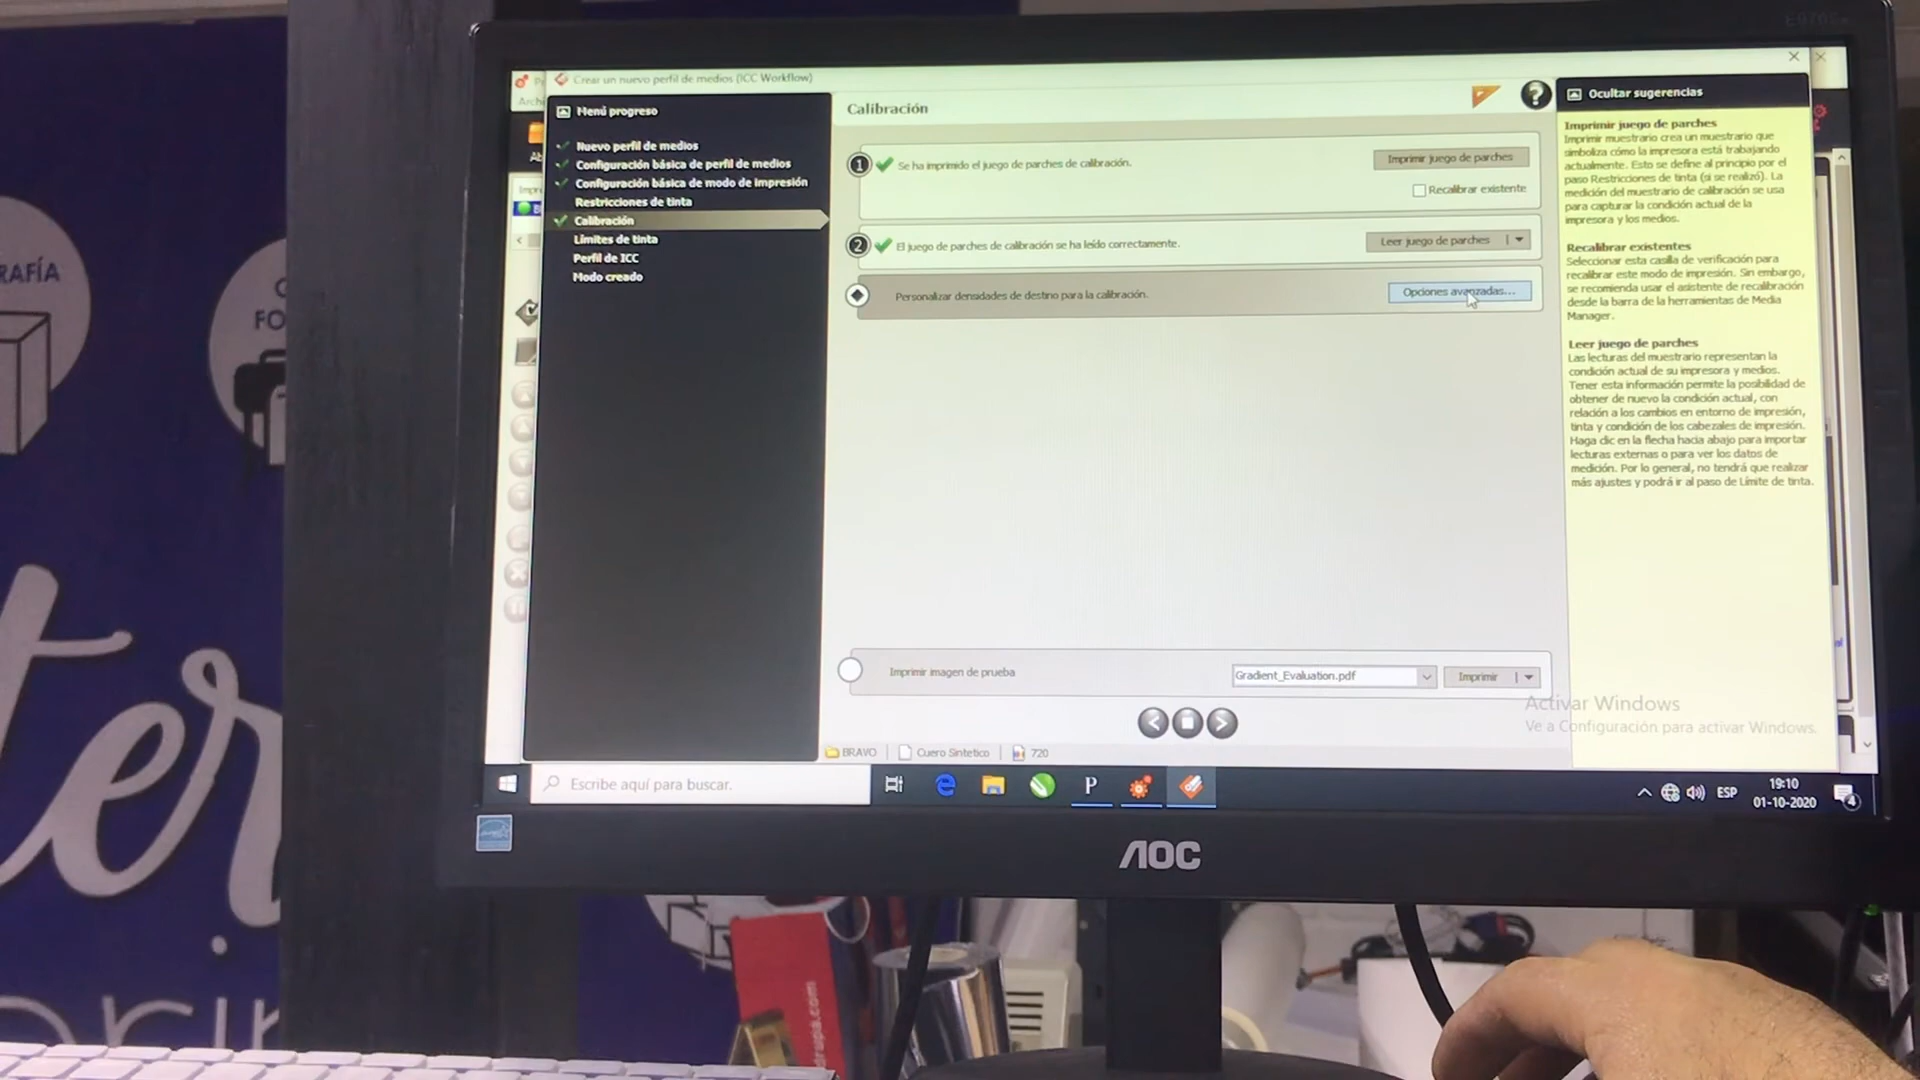 E970Sw
Crear un nuevo perfil de medios (ICC Workflow)
Menú progreso
Nuevo perfil de medios
Configuración básica de perfil de medios
Configuración básica de modo de impresión
Restricciones de tinta
Calibración
Límites de tinta
Perfil de ICC
Modo creado
Calibración
1
Se ha imprimido el juego de parches de calibración.
Imprimir juego de parches
Recalibrar existente
2
El juego de parches de calibración se ha leído correctamente.
Leer juego de parches
Personalizar densidades de destino para la calibración.
Opciones avanzadas...
Imprimir imagen de prueba
Gradient_Evaluation.pdf
Imprimir
BRAVO
Cuero Sintetico
720
?
Ocultar sugerencias
Imprimir juego de parches
Imprimir muestrario crea un muestrario que
simboliza cómo la impresora está trabajando
actualmente. Esto se define al principio por el
paso Restricciones de tinta (si se realizó). La
medición del muestrario de calibración se usa
para capturar la condición actual de la
impresora y los medios.
Recalibrar existentes
Seleccionar esta casilla de verificación para
recalibrar este modo de impresión. Sin embargo,
se recomienda usar el asistente de recalibración
desde la barra de la herramientas de Media
Manager.
Leer juego de parches
Las lecturas del muestrario representan la
condición actual de su impresora y medios.
Tener esta información permite la posibilidad de
obtener de nuevo la condición actual, con
relación a los cambios en entorno de impresión,
tinta y condición de los cabezales de impresión.
Haga clic en la flecha hacia abajo para importar
lecturas externas o para ver los datos de
medición. Por lo general, no tendrá que realizar
más ajustes y podrá ir al paso de Límite de tinta.
Activar Windows
Ve a Configuración para activar Windows.
Escribe aquí para buscar.
P
ESP
19:10
01-10-2020
4
AOC
RAFÍA
FO
ter
drupa.com